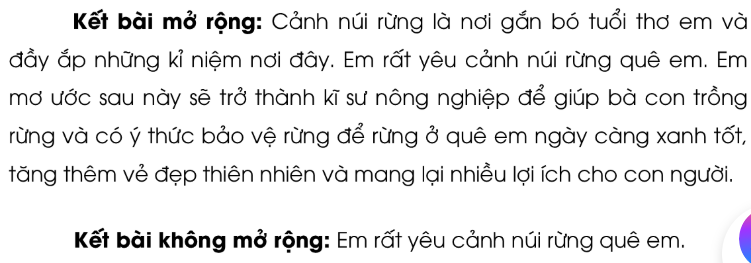 Kết bài mở rộng: Cảnh núi rừng là nơi gắn bó tuổi thơ em và
đầy ắp những kỉ niệm nơi đây. Em rất yêu cảnh núi rừng quê em. Em
mơ ước sau này sẽ trở thành kĩ sư nông nghiệp để giúp bà con trồng
rừng và có ý thức bảo vệ rừng để rừng ở quê em ngày càng xanh tốt,
tăng thêm vẻ đẹp thiên nhiên và mang lại nhiều lợi ích cho con người.
Kết bài không mở rộng: Em rất yêu cảnh núi rừng quê em.